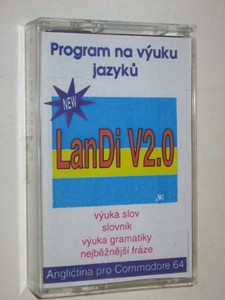 Program na výuku
jazyků
NEW
LanDi V2.0
výuka slov
slovník
výuka gramatiky
nejběžnější fráze
Angličtina pro Commodore 64